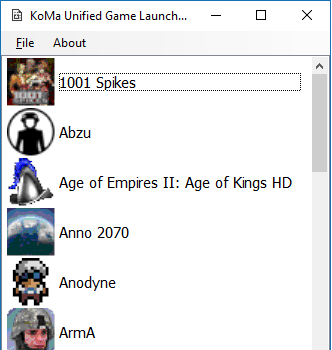 KoMa Unified Game Launch...
File About
1001 Spikes
Abzu
Age of Empires II: Age of Kings HD
Anno 2070
Anodyne
ArmA